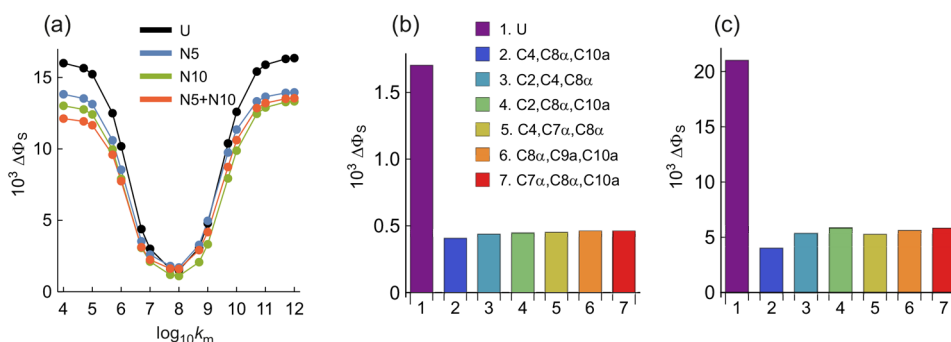 (a)
U
N5
N10
N5+N10
10³ ΔΦS
15
10
5
0
4 5 6 7 8 9 10 11 12
log10km
(b)
1. U
2. C4,C8α,C10a
3. C2,C4,C8α
4. C2,C8α,C10a
5. C4,C7α,C8α
6. C8α,C9a,C10a
7. C7α,C8α,C10a
10³ ΔΦS
1.5
1.0
0.5
0
1 2 3 4 5 6 7
(c)
10³ ΔΦS
20
15
10
5
0
1 2 3 4 5 6 7